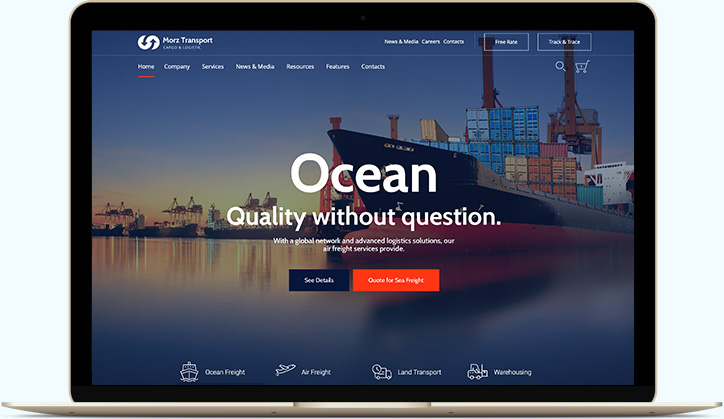 Morz Transport
CARGO & LOGISTIC
News & Media Careers Contacts
Free Rate
Track & Trace
Home Company Services News & Media Resources Features Contacts
Ocean
Quality without question.
With a global network and advanced logistics solutions, our
air freight services provide.
See Details
Quote for Sea Freight
Ocean Freight
Air Freight
Land Transport
Warehousing